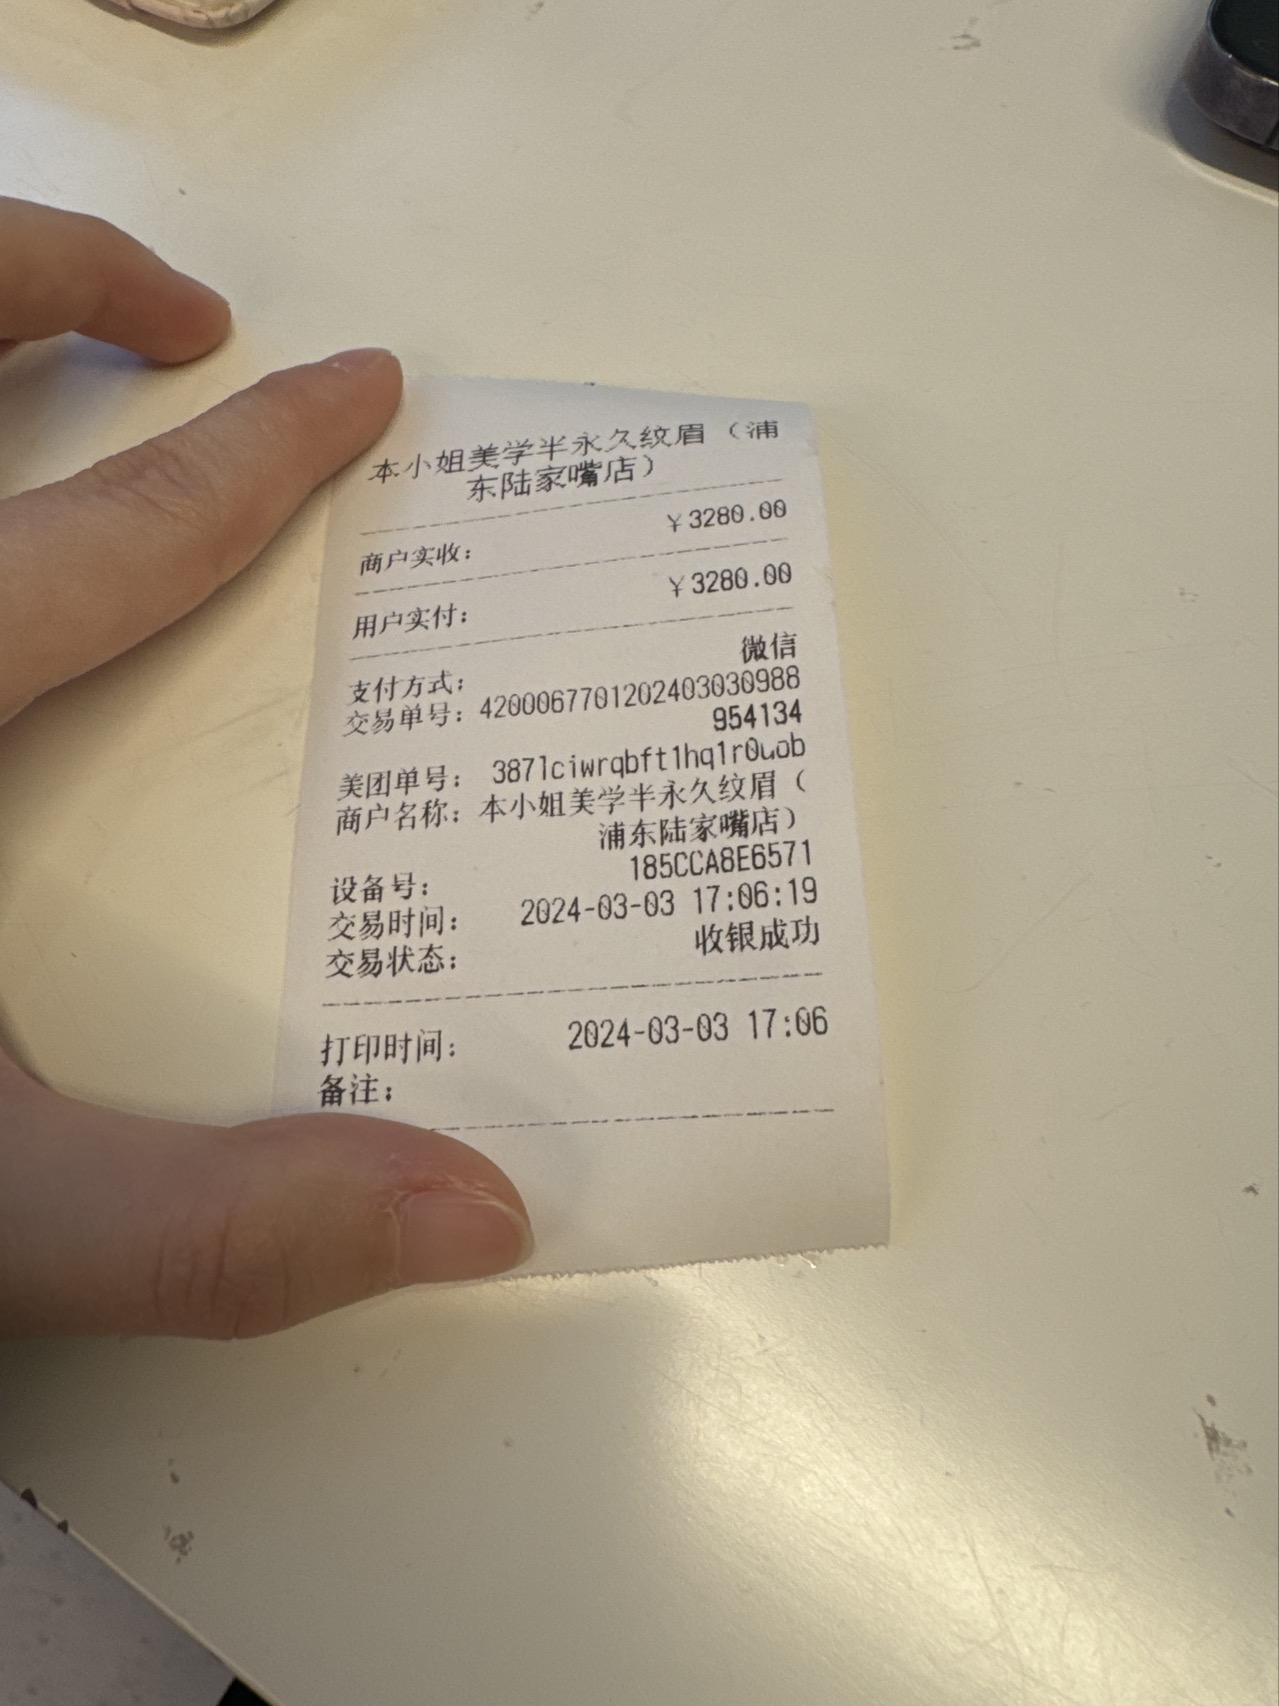 本小姐美学半永久纹眉（浦
东陆家嘴店）
商户实收： ￥3280.00
用户实付： ￥3280.00
支付方式： 微信
交易单号： 4200067701202403030988
954134
美团单号： 3871ciwrqbft1hq1r0uob
商户名称： 本小姐美学半永久纹眉（
浦东陆家嘴店）
设备号： 185CCA8E6571
交易时间： 2024-03-03 17:06:19
交易状态： 收银成功
打印时间： 2024-03-03 17:06
备注：